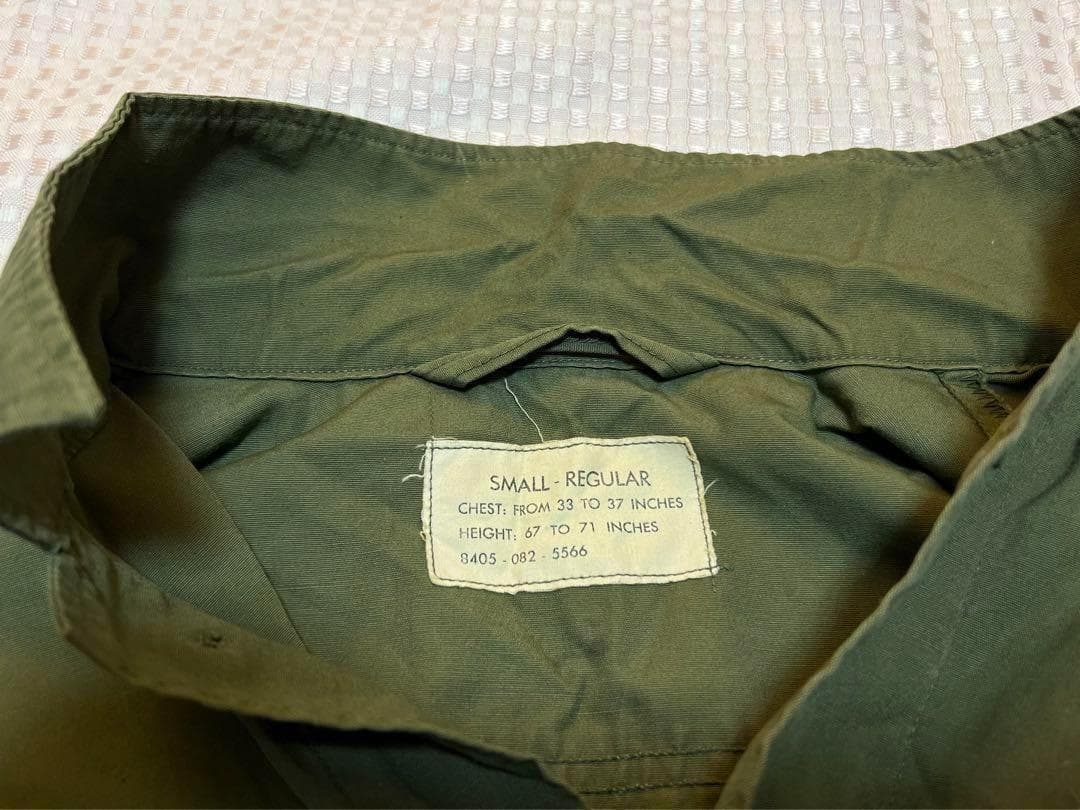 SMALL - REGULAR
CHEST: FROM 33 TO 37 INCHES
HEIGHT: 67 TO 71 INCHES
8405 - 082 - 5566